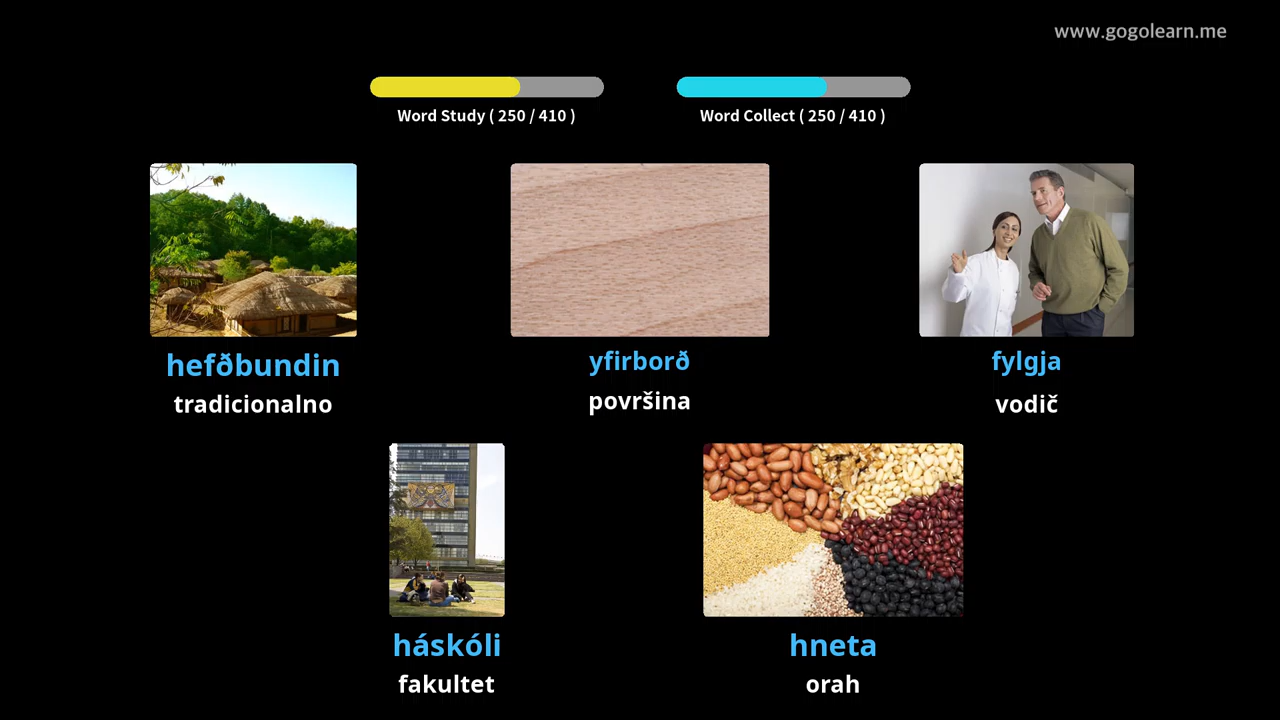 www.gogolearn.me
Word Study ( 250 / 410 )
Word Collect ( 250 / 410 )
hefðbundin
tradicionalno
yfirborð
površina
fylgja
vodič
háskóli
fakultet
hneta
orah